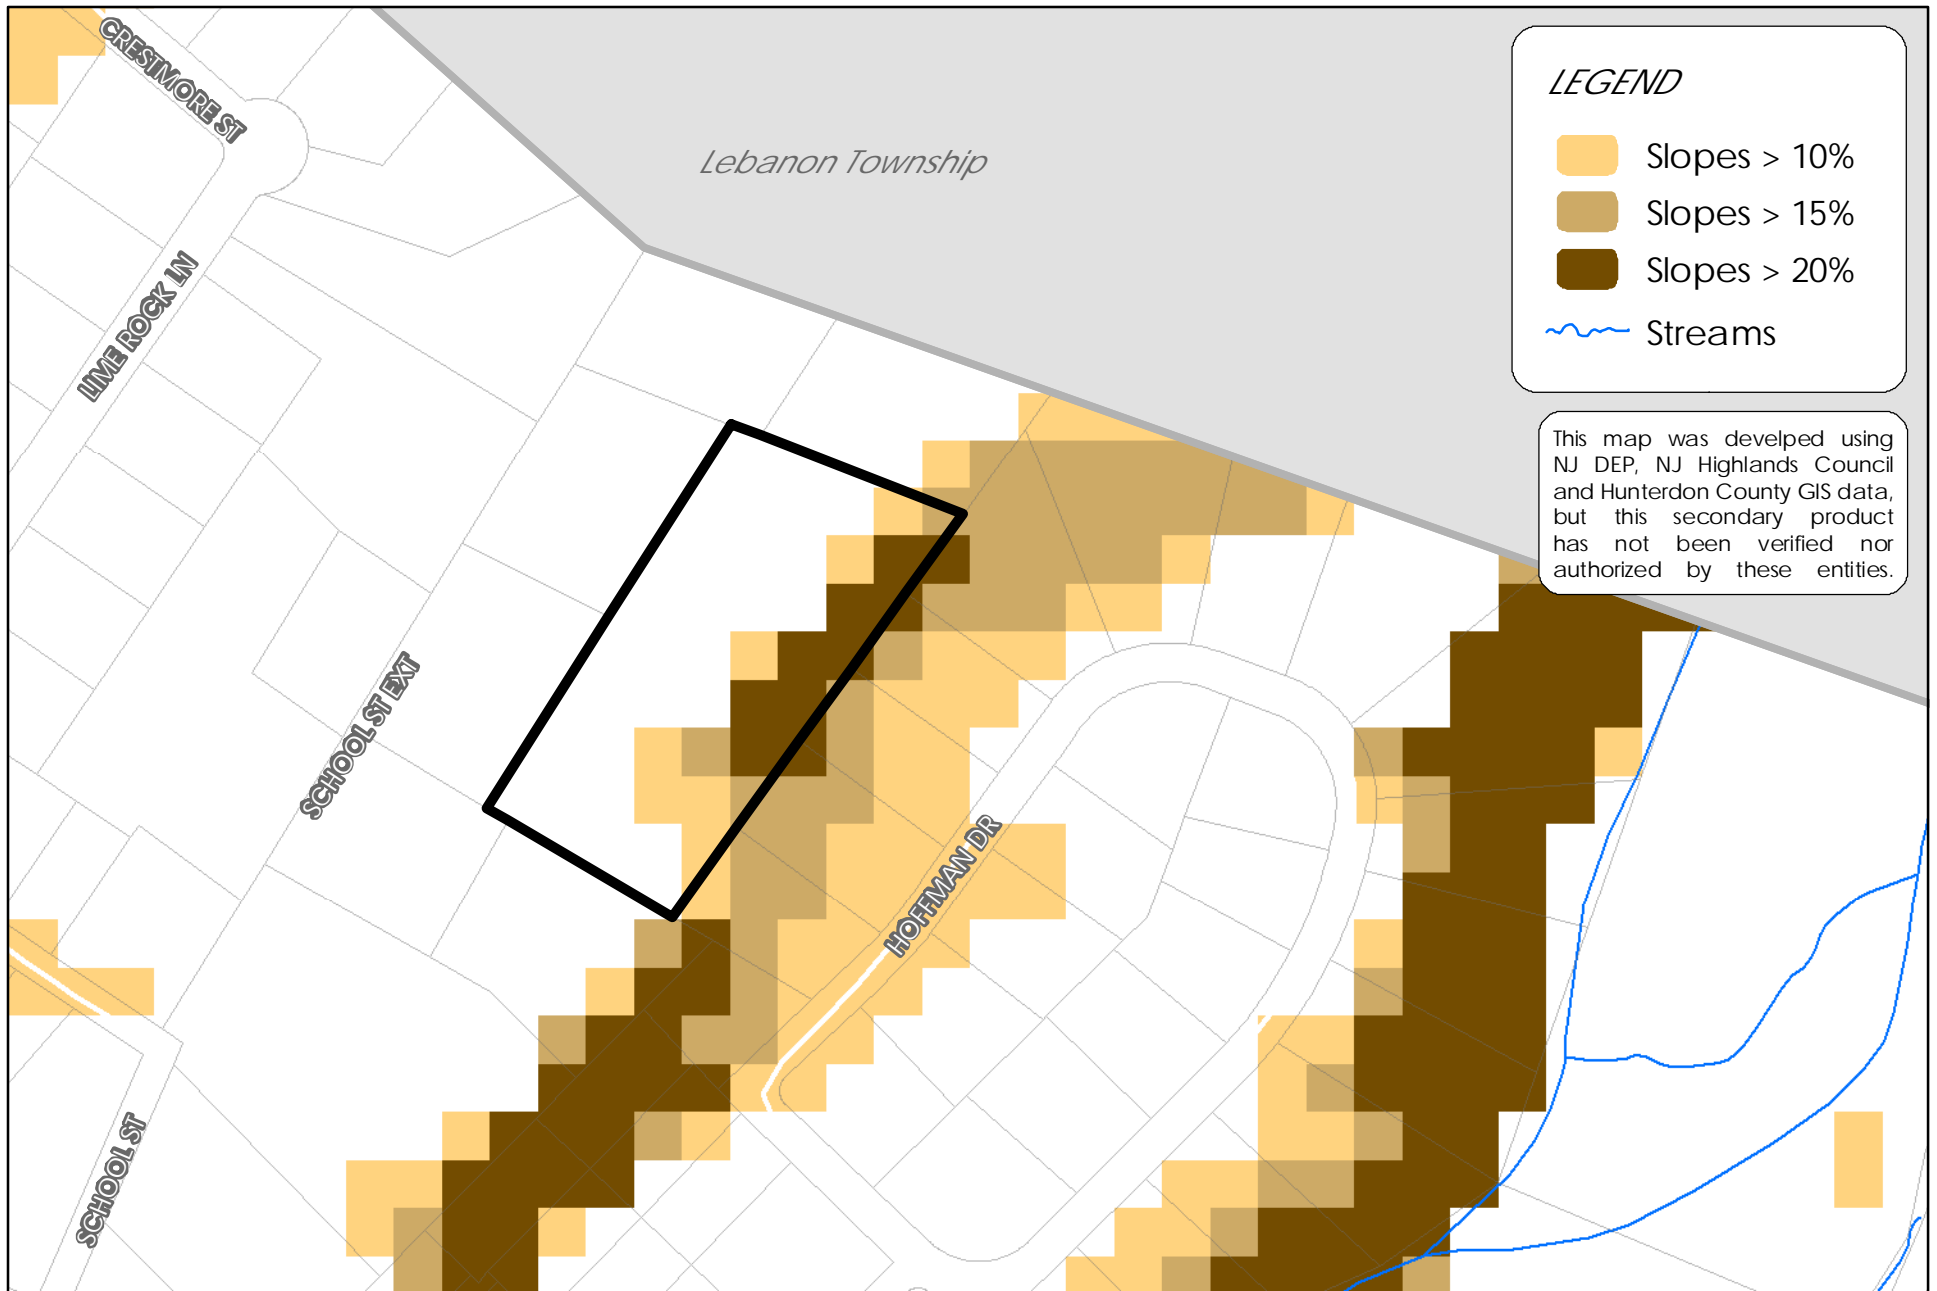 CRESTMORE ST
LEGEND
Slopes > 10%
Slopes > 15%
Slopes > 20%
Streams
Lebanon Township
LIME ROCK LN
This map was develped using
NJ DEP, NJ Highlands Council
and Hunterdon County GIS data,
but this secondary product
has not been verified nor
authorized by these entities.
SCHOOL ST EXT
HOFFMAN DR
SCHOOL ST